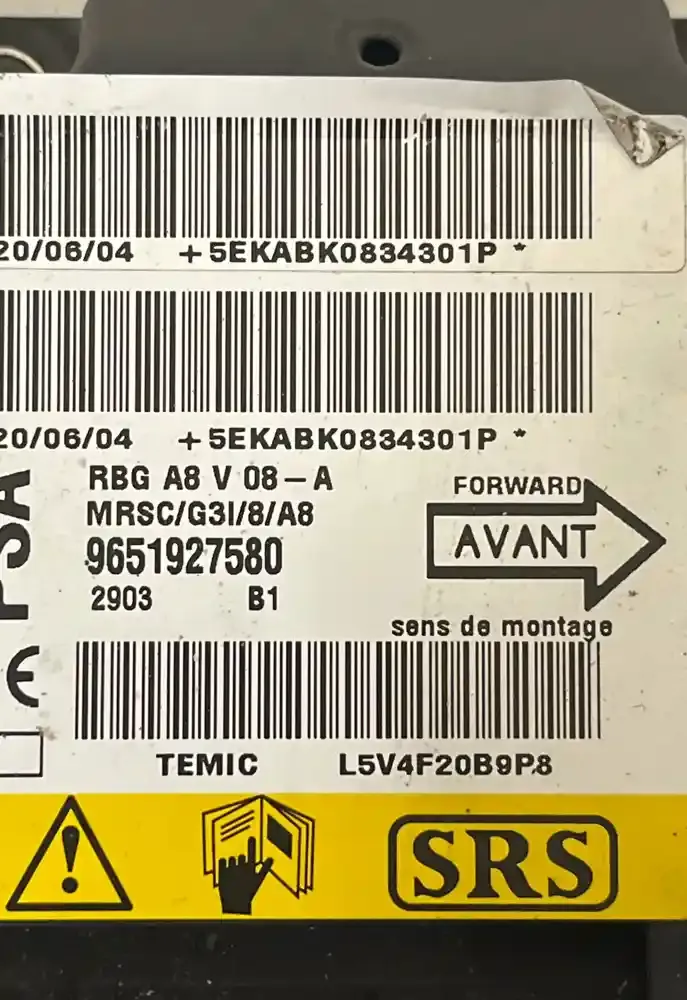 20/06/04 +5EKABK0834301P *
20/06/04 +5EKABK0834301P *
PSA
RBG A8 V 08-A
MRSC/G3I/8/A8
9651927580
2903 B1
FORWARD
AVANT
sens de montage
TEMIC L5V4F20B9P8
SRS